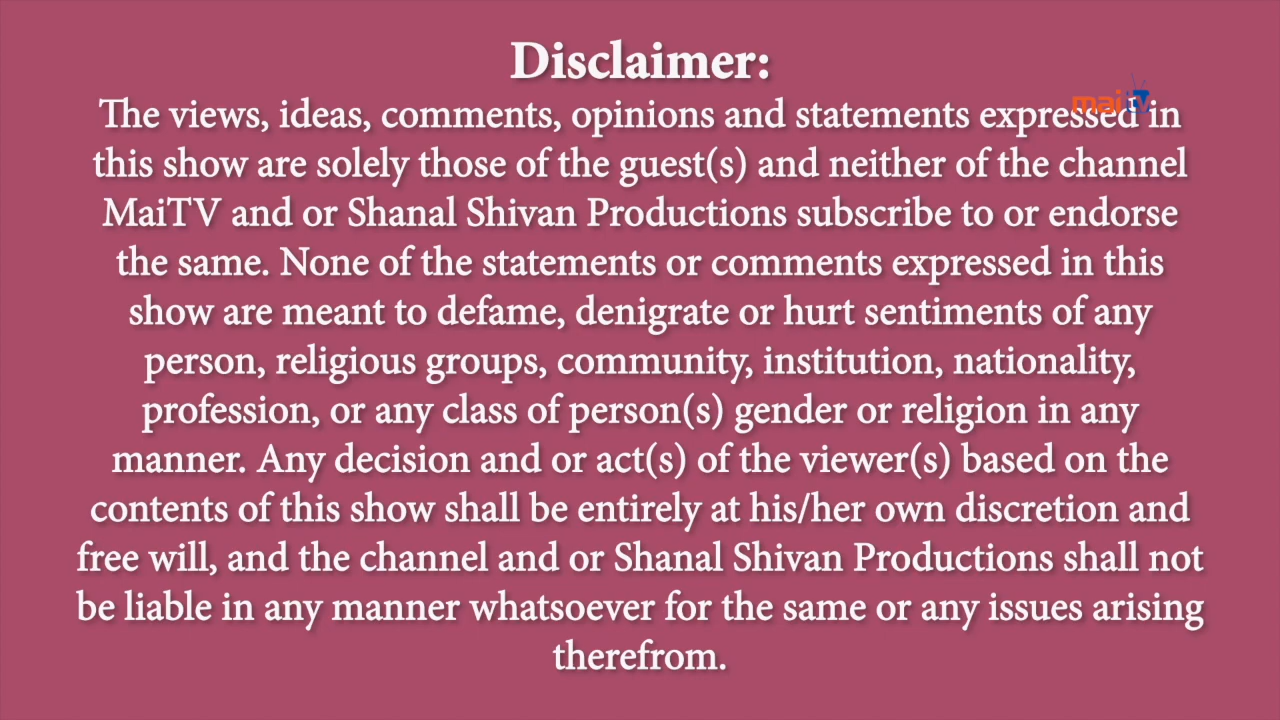 Disclaimer:
mai tv
The views, ideas, comments, opinions and statements expressed in
this show are solely those of the guest(s) and neither of the channel
MaiTV and or Shanal Shivan Productions subscribe to or endorse
the same. None of the statements or comments expressed in this
show are meant to defame, denigrate or hurt sentiments of any
person, religious groups, community, institution, nationality,
profession, or any class of person(s) gender or religion in any
manner. Any decision and or act(s) of the viewer(s) based on the
contents of this show shall be entirely at his/her own discretion and
free will, and the channel and or Shanal Shivan Productions shall not
be liable in any manner whatsoever for the same or any issues arising
therefrom.